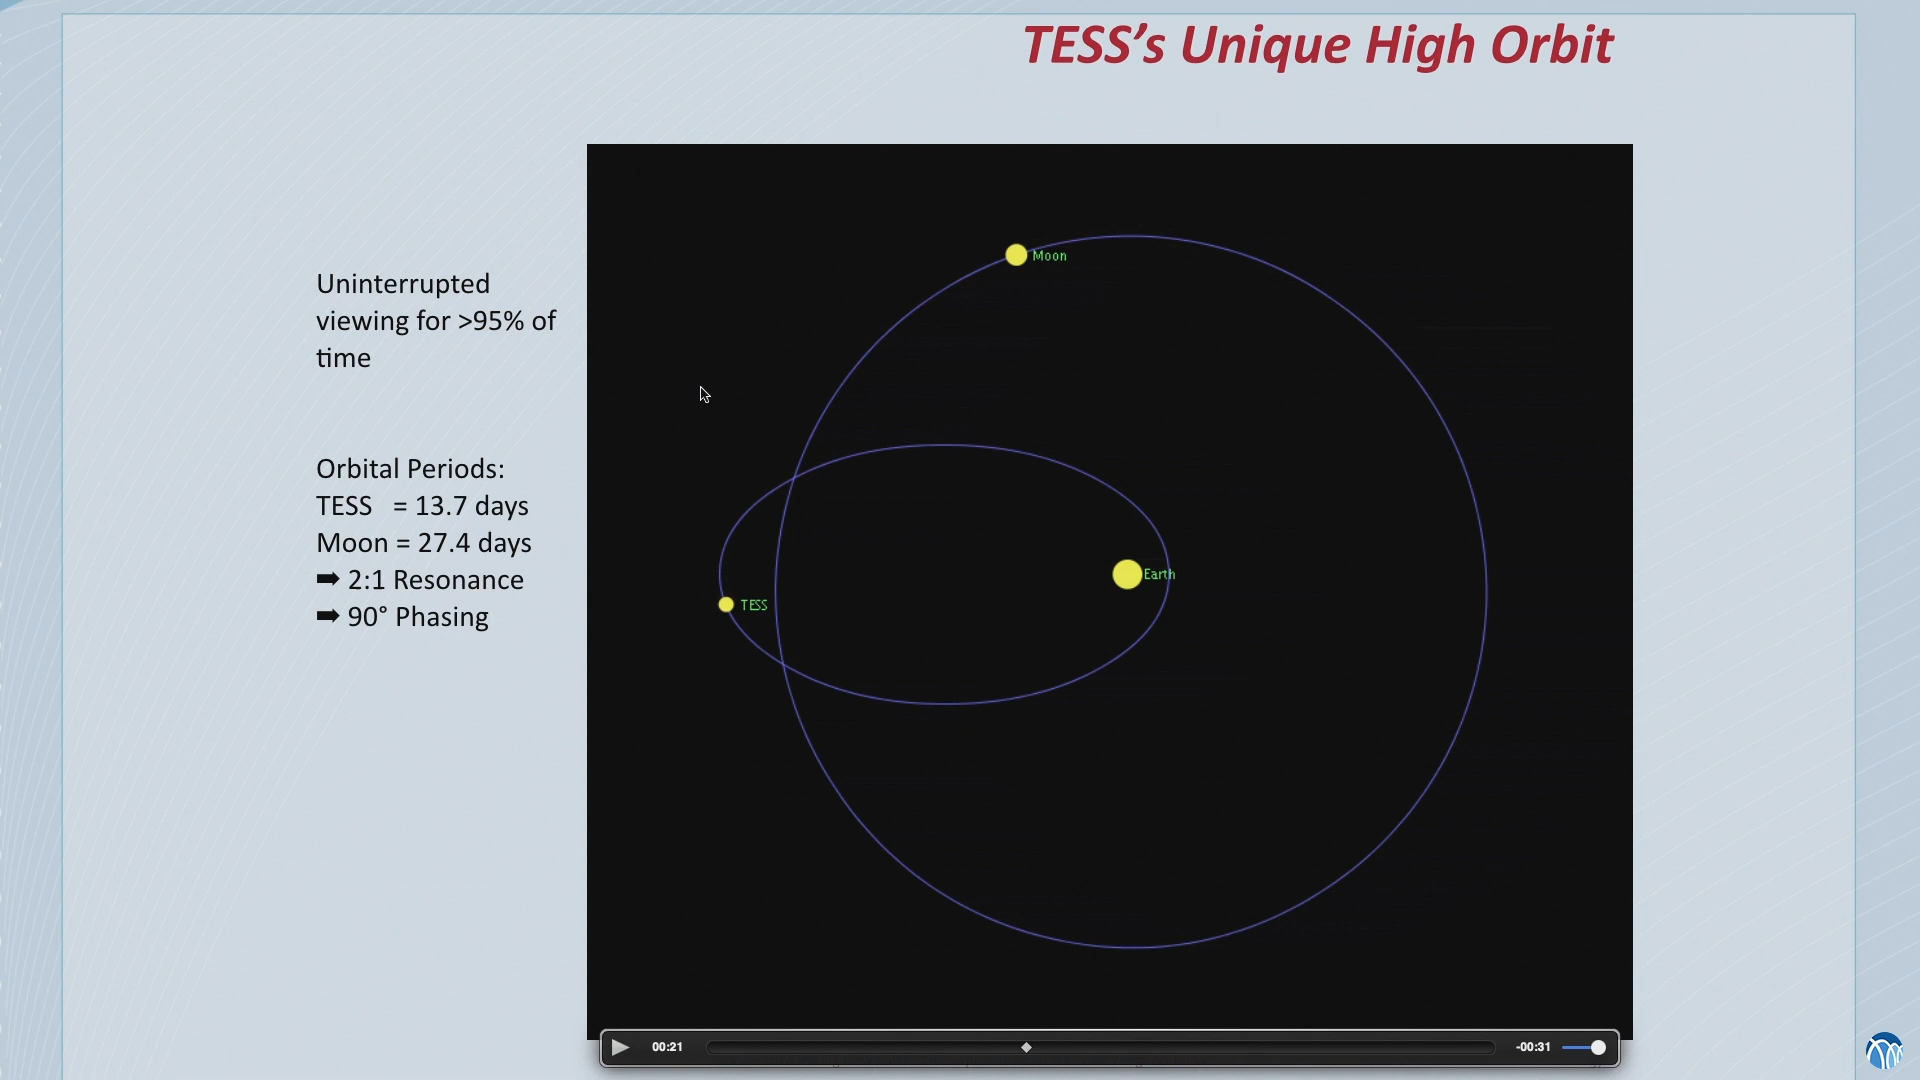 TESS’s Unique High Orbit
Uninterrupted
viewing for >95% of
time
Orbital Periods:
TESS = 13.7 days
Moon = 27.4 days
➡ 2:1 Resonance
➡ 90° Phasing
Moon
Earth
TESS
00:21
-00:31